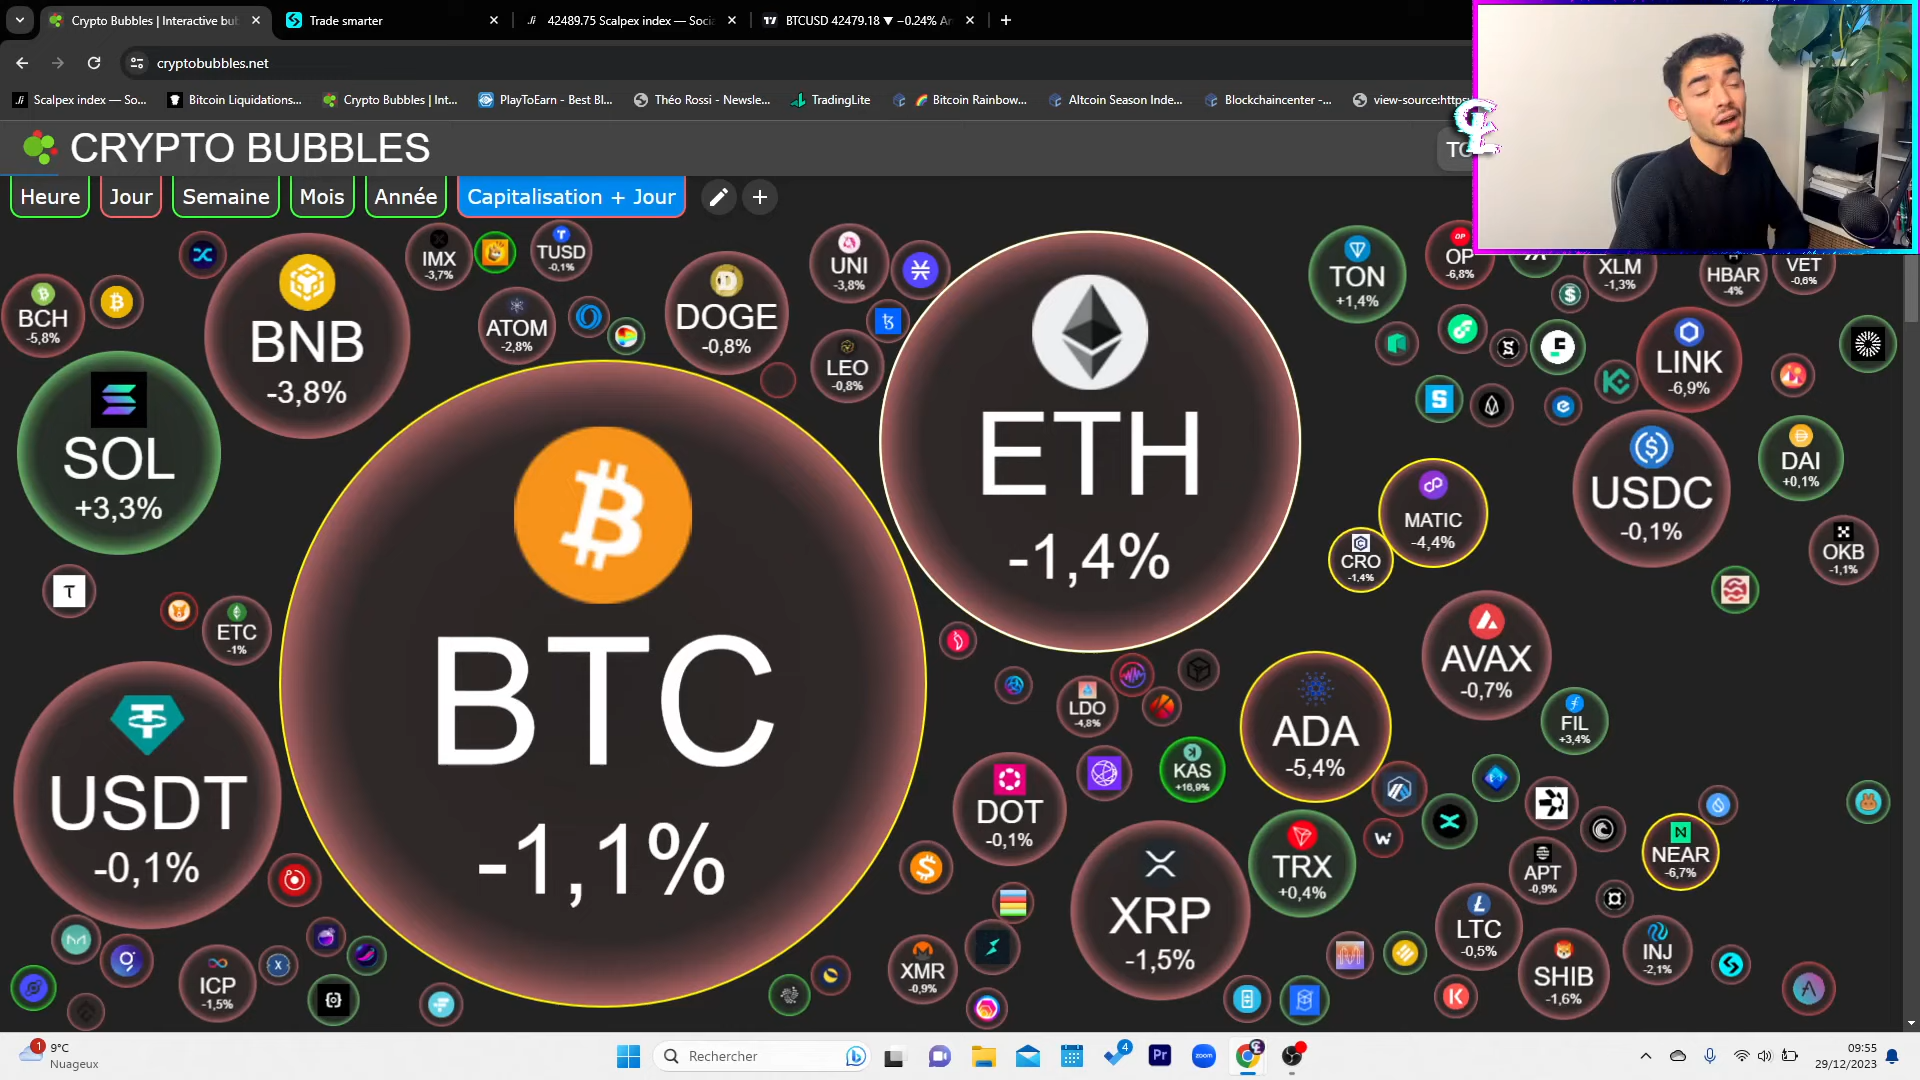 Crypto Bubbles | Interactive bub
Trade smarter
42489.75 Scalpex index — Socia
BTCUSD 42479.18 ▼ −0.24% An
cryptobubbles.net
Scalpex index — So...
Bitcoin Liquidations...
Crypto Bubbles | Int...
PlayToEarn - Best Bl...
Théo Rossi - Newsle...
TradingLite
Bitcoin Rainbow...
Altcoin Season Inde...
Blockchaincenter -...
view-source:https
CRYPTO BUBBLES
Heure
Jour
Semaine
Mois
Année
Capitalisation + Jour
BCH
-5,8%
BNB
-3,8%
IMX
-3,7%
TUSD
-0,1%
ATOM
-2,8%
DOGE
-0,8%
UNI
-3,8%
LEO
-0,8%
ETH
-1,4%
TON
+1,4%
OP
-6,8%
XLM
-1,3%
HBAR
-4%
VET
-0,6%
LINK
-6,9%
SOL
+3,3%
BTC
-1,1%
MATIC
-4,4%
CRO
-1,4%
USDC
-0,1%
DAI
+0,1%
OKB
-1,1%
ETC
-1%
USDT
-0,1%
LDO
-4,8%
ADA
-5,4%
AVAX
-0,7%
FIL
+3,4%
DOT
-0,1%
KAS
+16,9%
XRP
-1,5%
TRX
+0,4%
APT
-0,9%
NEAR
-6,7%
LTC
-0,5%
SHIB
-1,6%
INJ
-2,1%
XMR
-0,9%
ICP
-1,5%
1
9°C
Nuageux
Rechercher
4
Pr
zoom
09:55
29/12/2023